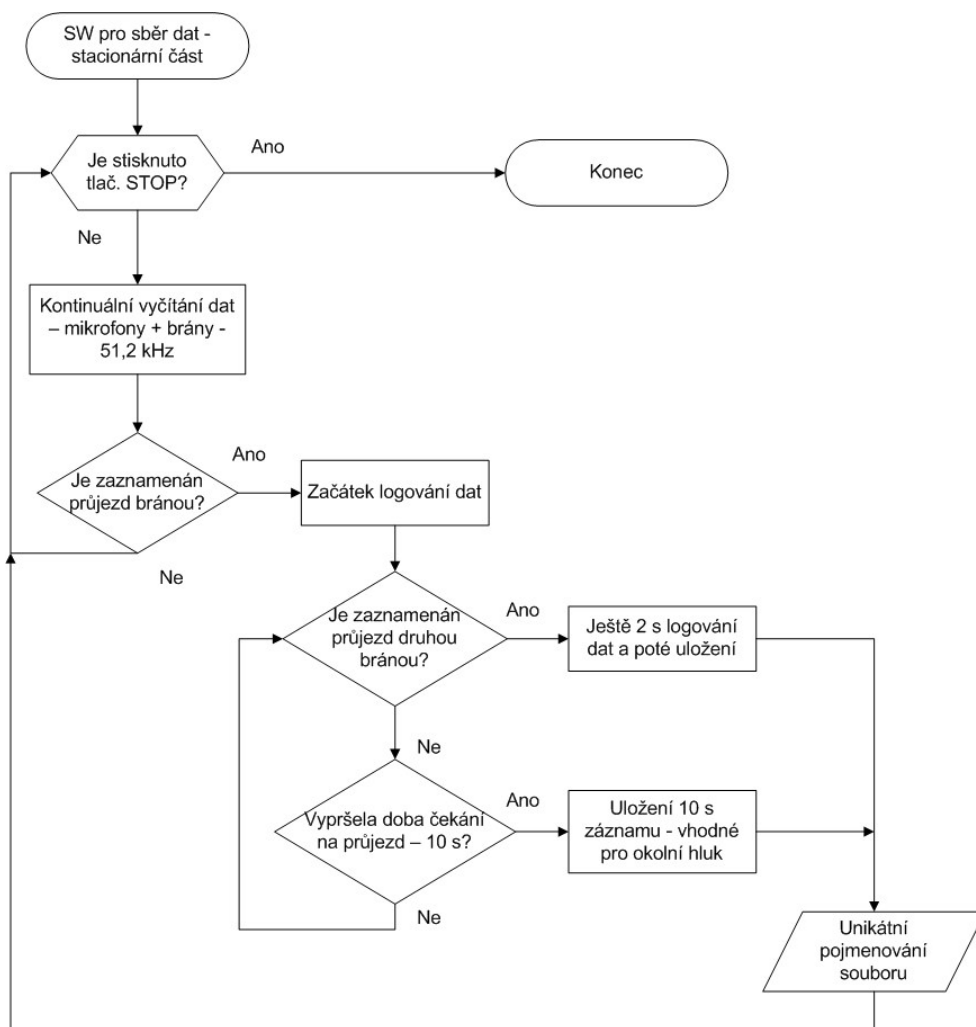 SW pro sběr dat -
stacionární část
Je stisknuto
tlač. STOP?
Ano
Konec
Ne
Kontinuální vyčítání dat
– mikrofony + brány -
51,2 kHz
Je zaznamenán
průjezd bránou?
Ano
Začátek logování dat
Ne
Je zaznamenán
průjezd druhou
bránou?
Ano
Ještě 2 s logování
dat a poté uložení
Ne
Vypršela doba čekání
na průjezd – 10 s?
Ano
Uložení 10 s
záznamu - vhodné
pro okolní hluk
Ne
Unikátní
pojmenování
souboru